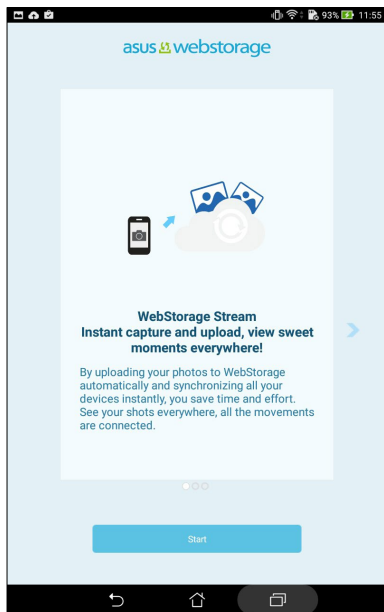 93% 11:55
asus webstorage
WebStorage Stream
Instant capture and upload, view sweet
moments everywhere!
By uploading your photos to WebStorage
automatically and synchronizing all your
devices instantly, you save time and effort.
See your shots everywhere, all the movements
are connected.
Start